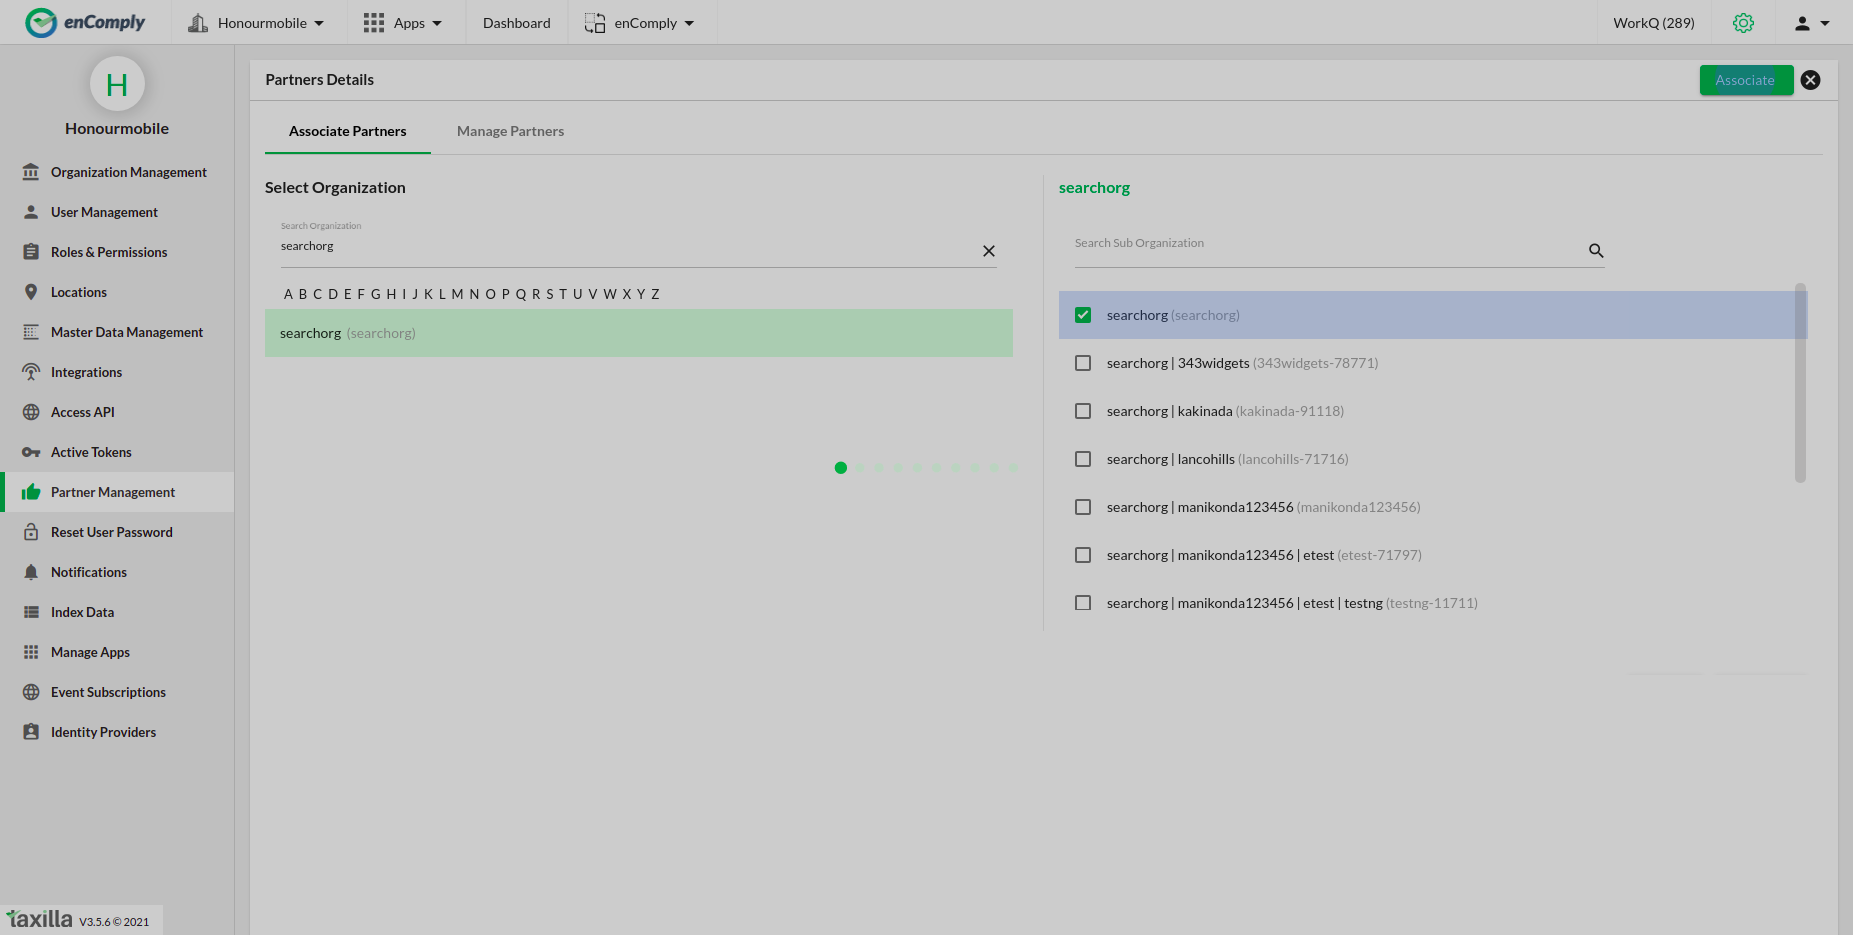 enComply
Honourmobile
Apps
Dashboard
enComply
WorkQ (289)
H
Honourmobile
Organization Management
User Management
Roles & Permissions
Locations
Master Data Management
Integrations
Access API
Active Tokens
Partner Management
Reset User Password
Notifications
Index Data
Manage Apps
Event Subscriptions
Identity Providers
taxilla V3.5.6 © 2021
Partners Details
Associate
Associate Partners
Manage Partners
Select Organization
Search Organization
searchorg
A B C D E F G H I J K L M N O P Q R S T U V W X Y Z
searchorg (searchorg)
searchorg
Search Sub Organization
searchorg (searchorg)
searchorg | 343widgets (343widgets-78771)
searchorg | kakinada (kakinada-91118)
searchorg | lancohills (lancohills-71716)
searchorg | manikonda123456 (manikonda123456)
searchorg | manikonda123456 | etest (etest-71797)
searchorg | manikonda123456 | etest | testng (testng-11711)